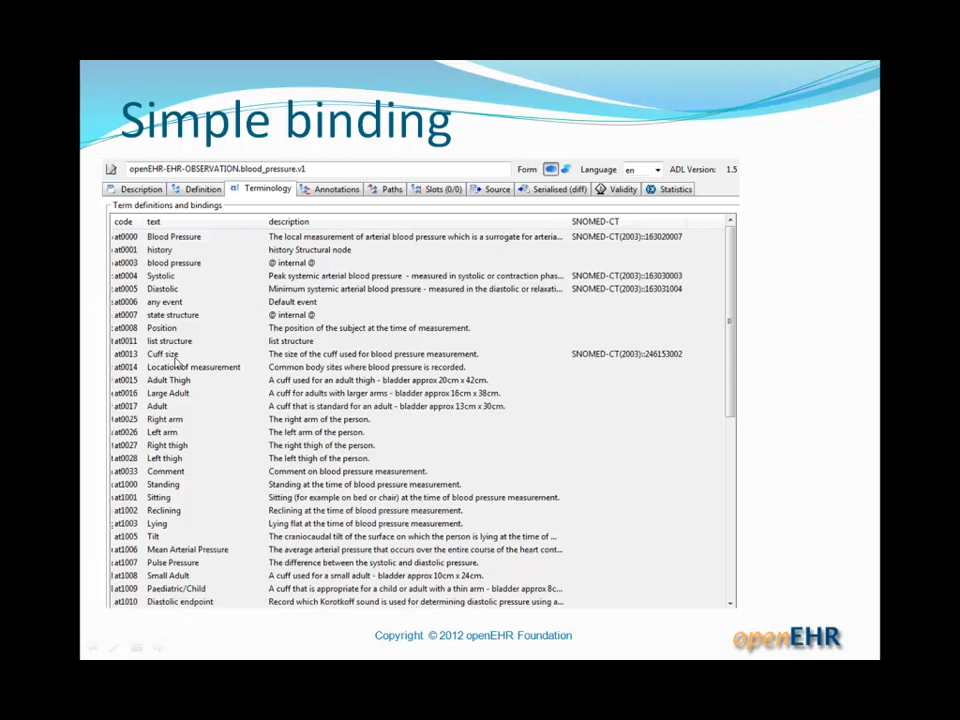 Simple binding
openEHR-EHR-OBSERVATION.blood_pressure.v1 Form Language en ADL Version: 1.5
Description Definition Terminology Annotations Paths Slots (0/0) Source Serialised (diff) Validity Statistics
Term definitions and bindings
code text description SNOMED-CT
at0000 Blood Pressure The local measurement of arterial blood pressure which is a surrogate for arteria... SNOMED-CT(2003)::163020007
at0001 history history Structural node
at0003 blood pressure @ internal @
at0004 Systolic Peak systemic arterial blood pressure - measured in systolic or contraction phas... SNOMED-CT(2003)::163030003
at0005 Diastolic Minimum systemic arterial blood pressure - measured in the diastolic or relaxati... SNOMED-CT(2003)::163031004
at0006 any event Default event
at0007 state structure @ internal @
at0008 Position The position of the subject at the time of measurement.
at0011 list structure list structure
at0013 Cuff size The size of the cuff used for blood pressure measurement. SNOMED-CT(2003)::246153002
at0014 Location of measurement Common body sites where blood pressure is recorded.
at0015 Adult Thigh A cuff used for an adult thigh - bladder approx 20cm x 42cm.
at0016 Large Adult A cuff for adults with larger arms - bladder approx 16cm x 38cm.
at0017 Adult A cuff that is standard for an adult - bladder approx 13cm x 30cm.
at0025 Right arm The right arm of the person.
at0026 Left arm The left arm of the person.
at0027 Right thigh The right thigh of the person.
at0028 Left thigh The left thigh of the person.
at0033 Comment Comment on blood pressure measurement.
at1000 Standing Standing at the time of blood pressure measurement.
at1001 Sitting Sitting (for example on bed or chair) at the time of blood pressure measurement.
at1002 Reclining Reclining at the time of blood pressure measurement.
at1003 Lying Lying flat at the time of blood pressure measurement.
at1005 Tilt The craniocaudal tilt of the surface on which the person is lying at the time of ...
at1006 Mean Arterial Pressure The average arterial pressure that occurs over the entire course of the heart cont...
at1007 Pulse Pressure The difference between the systolic and diastolic pressure.
at1008 Small Adult A cuff used for a small adult - bladder approx 10cm x 24cm.
at1009 Paediatric/Child A cuff that is appropriate for a child or adult with a thin arm - bladder approx 8c...
at1010 Diastolic endpoint Record which Korotkoff sound is used for determining diastolic pressure using a...
Copyright © 2012 openEHR Foundation
openEHR